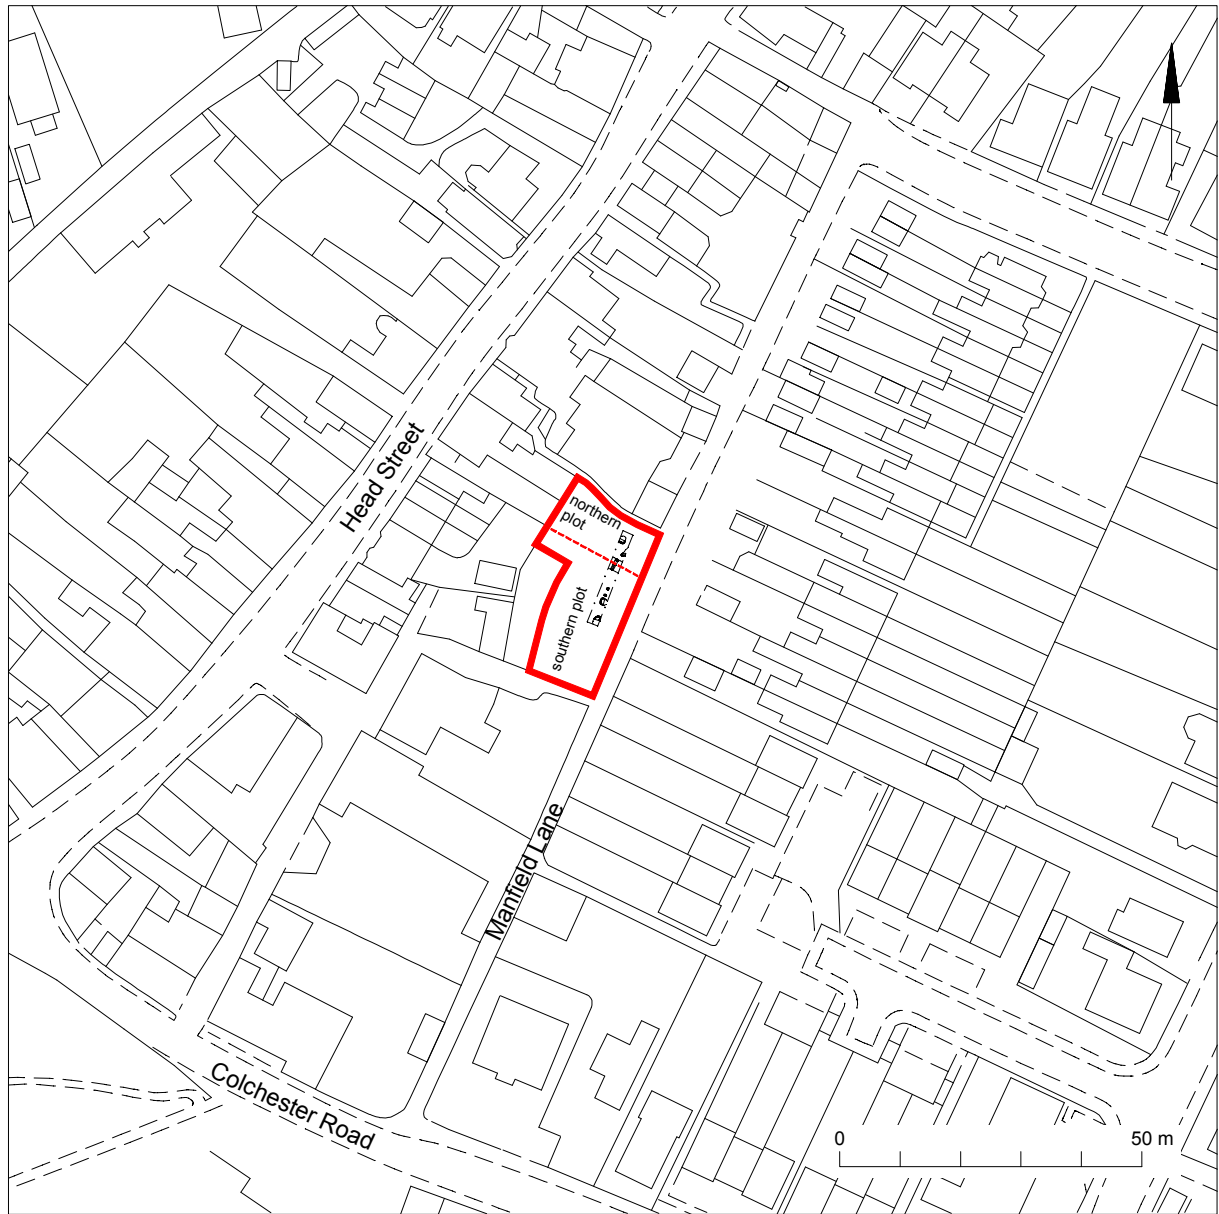 Head Street
northern
plot
southern plot
Manfield Lane
Colchester Road
0 50 m